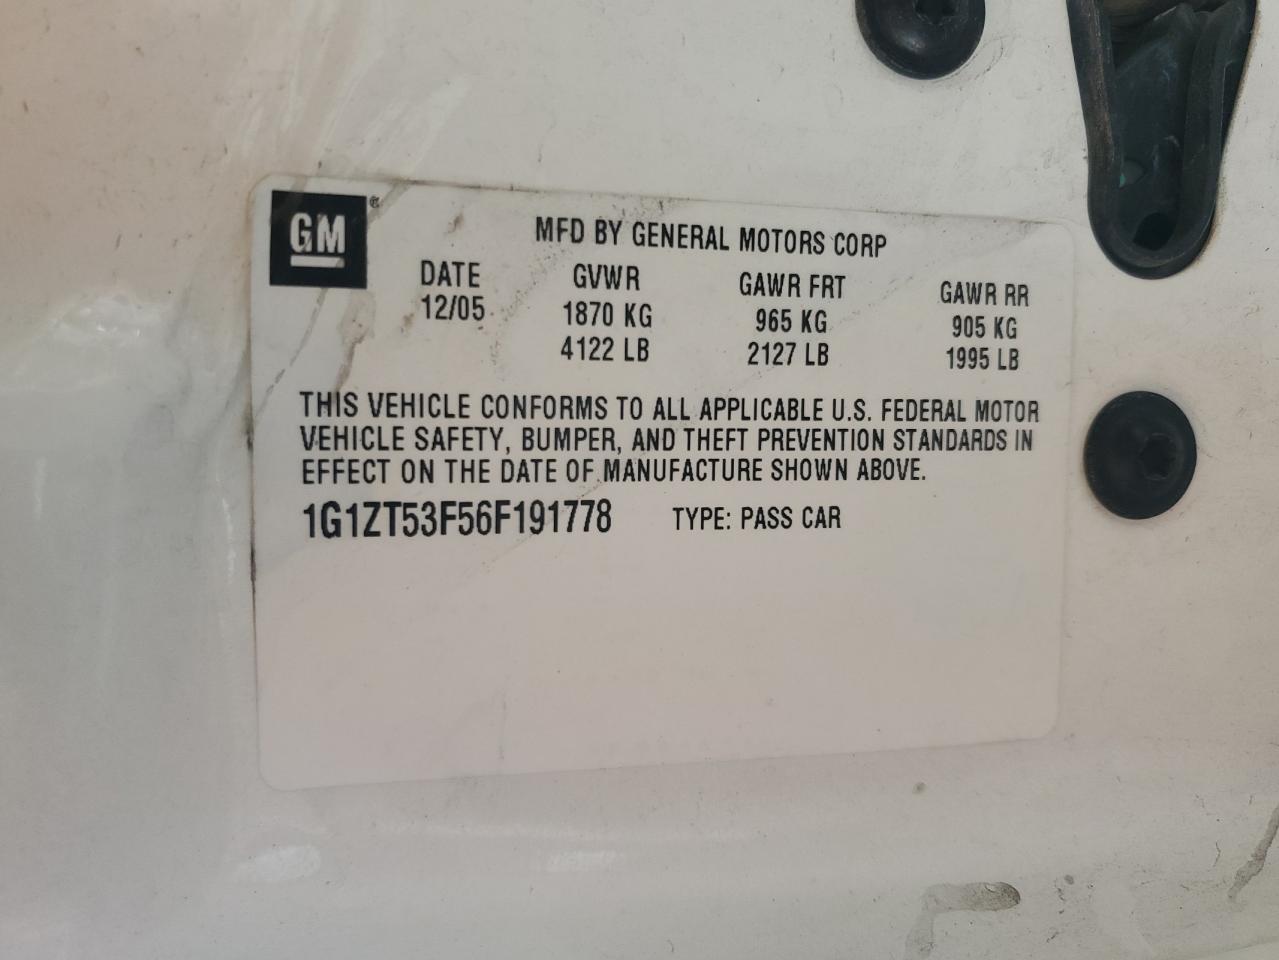 GM®
MFD BY GENERAL MOTORS CORP
DATE GVWR GAWR FRT GAWR RR
12/05 1870 KG 965 KG 905 KG
4122 LB 2127 LB 1995 LB
THIS VEHICLE CONFORMS TO ALL APPLICABLE U.S. FEDERAL MOTOR
VEHICLE SAFETY, BUMPER, AND THEFT PREVENTION STANDARDS IN
EFFECT ON THE DATE OF MANUFACTURE SHOWN ABOVE.
1G1ZT53F56F191778 TYPE: PASS CAR